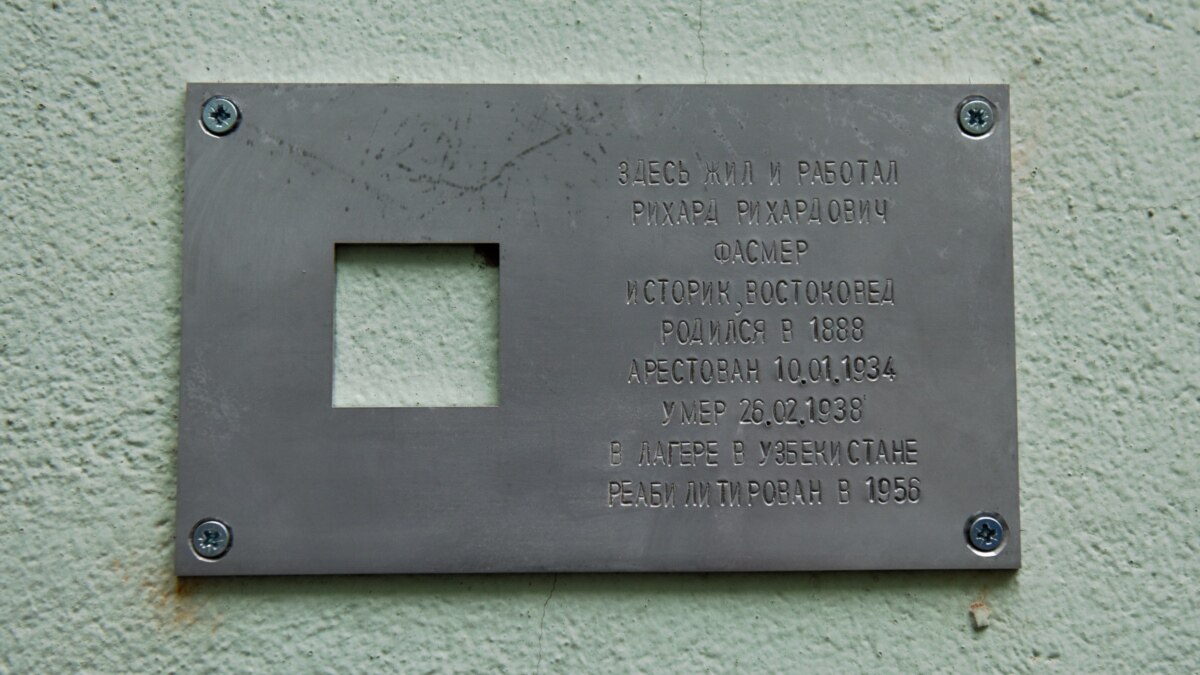 ЗДЕСЬ ЖИЛ И РАБОТАЛ
РИХАРД РИХАРДОВИЧ
ФАСМЕР
ИСТОРИК, ВОСТОКОВЕД
РОДИЛСЯ В 1888
АРЕСТОВАН 10.01.1934
УМЕР 26.02.1938
В ЛАГЕРЕ В УЗБЕКИСТАНЕ
РЕАБИЛИТИРОВАН В 1956